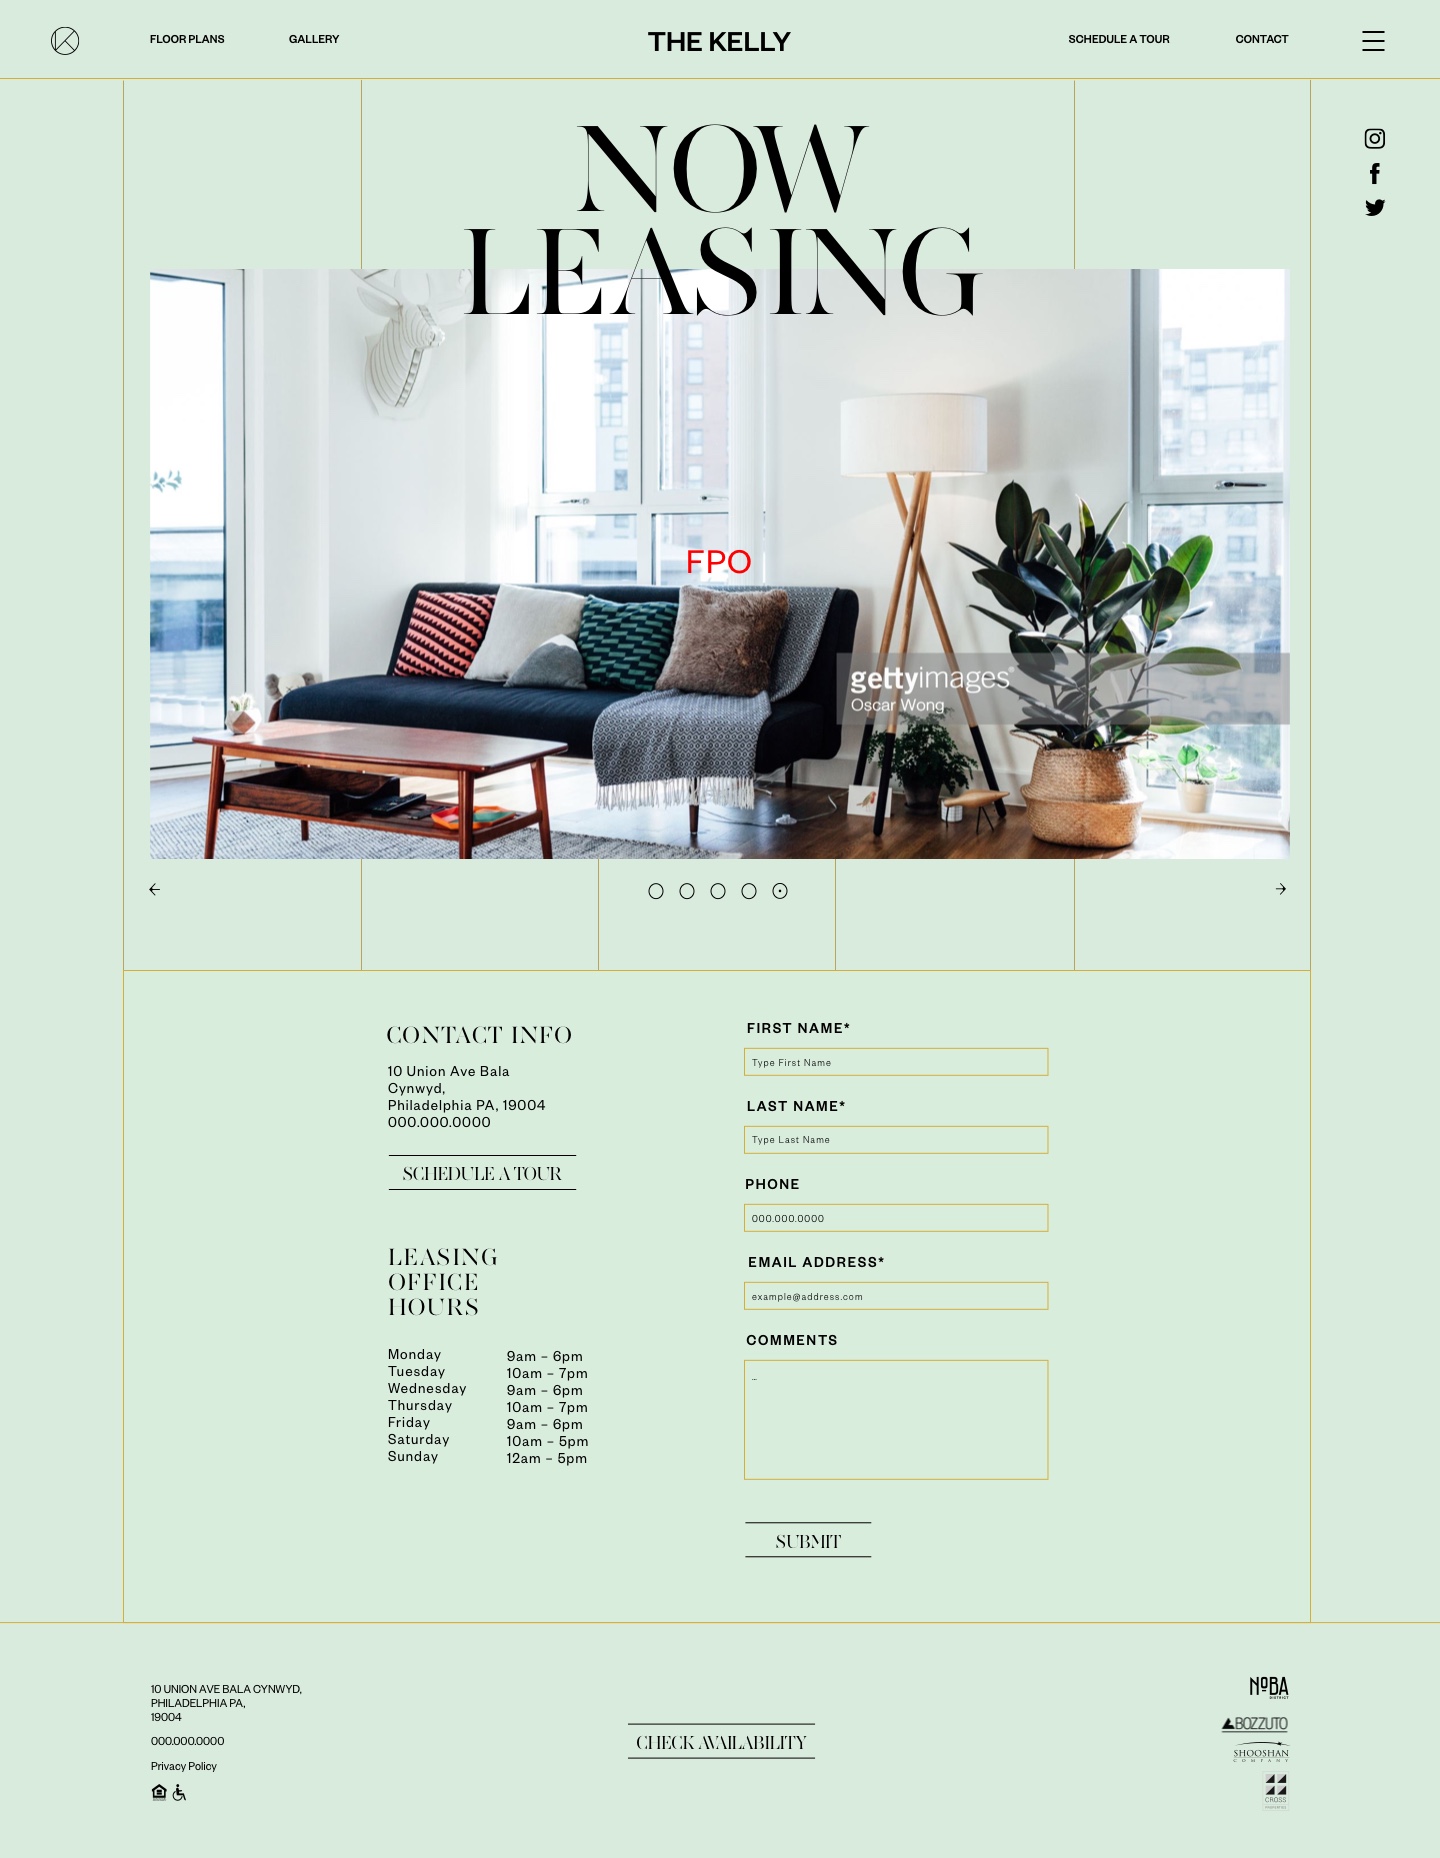 FLOOR PLANS
GALLERY
THE KELLY
SCHEDULE A TOUR
CONTACT
NOW
LEASING
FPO
gettyimages®
Oscar Wong
CONTACT INFO
10 Union Ave Bala
Cynwyd,
Philadelphia PA, 19004
000.000.0000
SCHEDULE A TOUR
LEASING
OFFICE
HOURS
Monday 9am – 6pm
Tuesday 10am – 7pm
Wednesday 9am – 6pm
Thursday 10am – 7pm
Friday 9am – 6pm
Saturday 10am – 5pm
Sunday 12am – 5pm
FIRST NAME*
Type First Name
LAST NAME*
Type Last Name
PHONE
000.000.0000
EMAIL ADDRESS*
example@address.com
COMMENTS
...
SUBMIT
10 UNION AVE BALA CYNWYD,
PHILADELPHIA PA,
19004
000.000.0000
Privacy Policy
CHECK AVAILABILITY
NOBA
DISTRICT
BOZZUTO
SHOOSHAN
COMPANY
CROSS
PROPERTIES